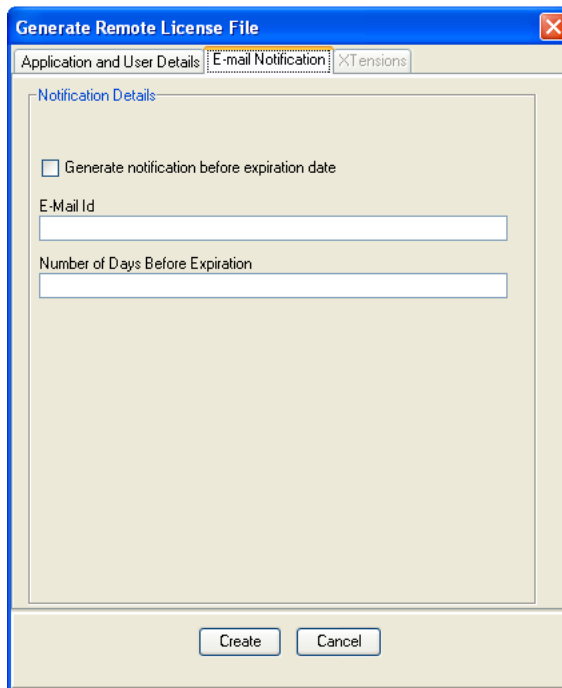 Generate Remote License File
Application and User Details E-mail Notification XTensions
Notification Details
Generate notification before expiration date
E-Mail Id
Number of Days Before Expiration
Create Cancel